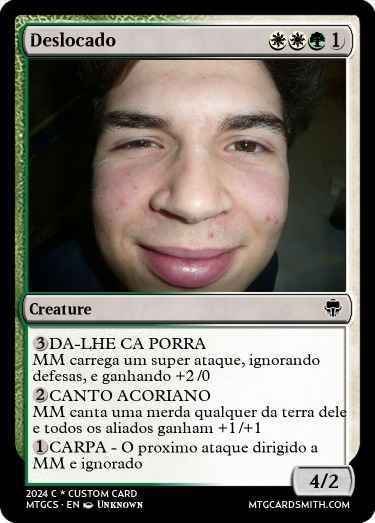 Deslocado 1
Creature
3 DA-LHE CA PORRA
MM carrega um super ataque, ignorando
defesas, e ganhando +2/0
2 CANTO ACORIANO
MM canta uma merda qualquer da terra dele
e todos os aliados ganham +1/+1
1 CARPA - O proximo ataque dirigido a
MM e ignorado
4/2
2024 C * CUSTOM CARD
MTGCS · EN UNKNOWN MTGCARDSMITH.COM